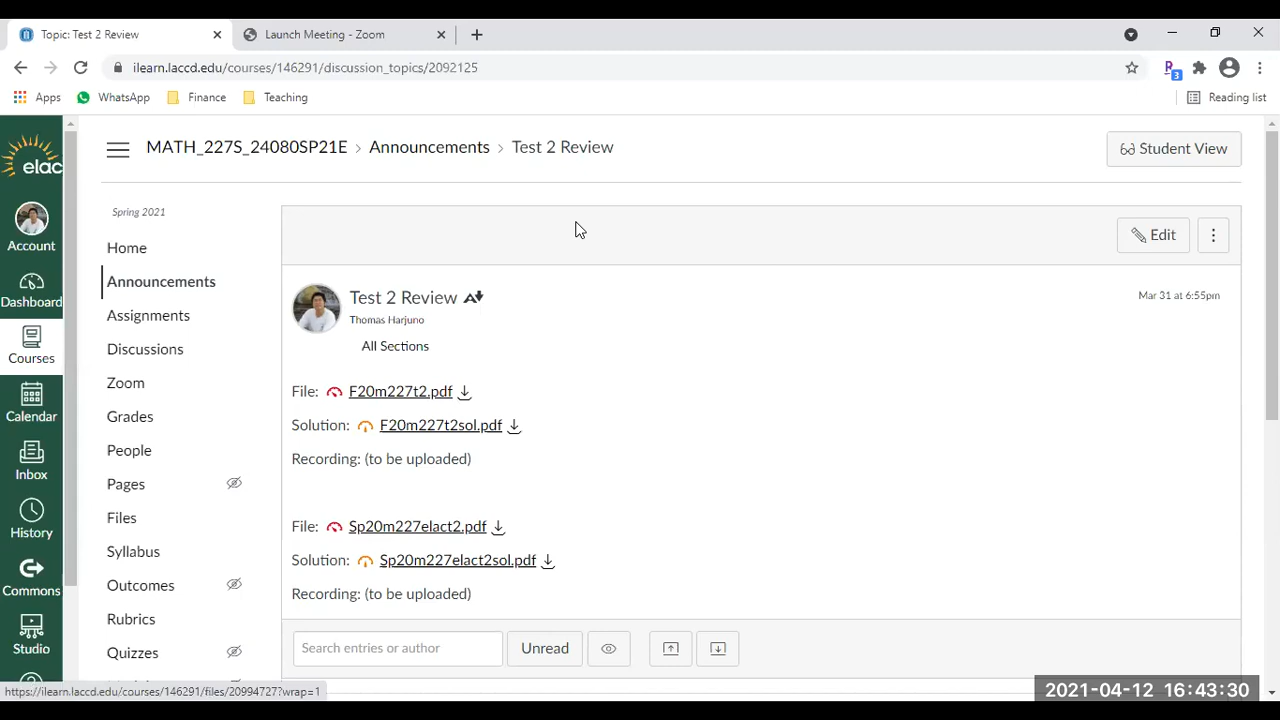 Topic: Test 2 Review
Launch Meeting - Zoom
ilearn.laccd.edu/courses/146291/discussion_topics/2092125
R
3
Apps
WhatsApp
Finance
Teaching
Reading list
elac
MATH_227S_24080SP21E > Announcements > Test 2 Review
Student View
Account
Dashboard
Courses
Calendar
Inbox
History
Commons
Studio
Spring 2021
Home
Announcements
Assignments
Discussions
Zoom
Grades
People
Pages
Files
Syllabus
Outcomes
Rubrics
Quizzes
Edit
Test 2 Review
Mar 31 at 6:55pm
Thomas Harjuno
All Sections
File: F20m227t2.pdf
Solution: F20m227t2sol.pdf
Recording: (to be uploaded)
File: Sp20m227elact2.pdf
Solution: Sp20m227elact2sol.pdf
Recording: (to be uploaded)
Search entries or author
Unread
https://ilearn.laccd.edu/courses/146291/files/20994727?wrap=1
2021-04-12 16:43:30